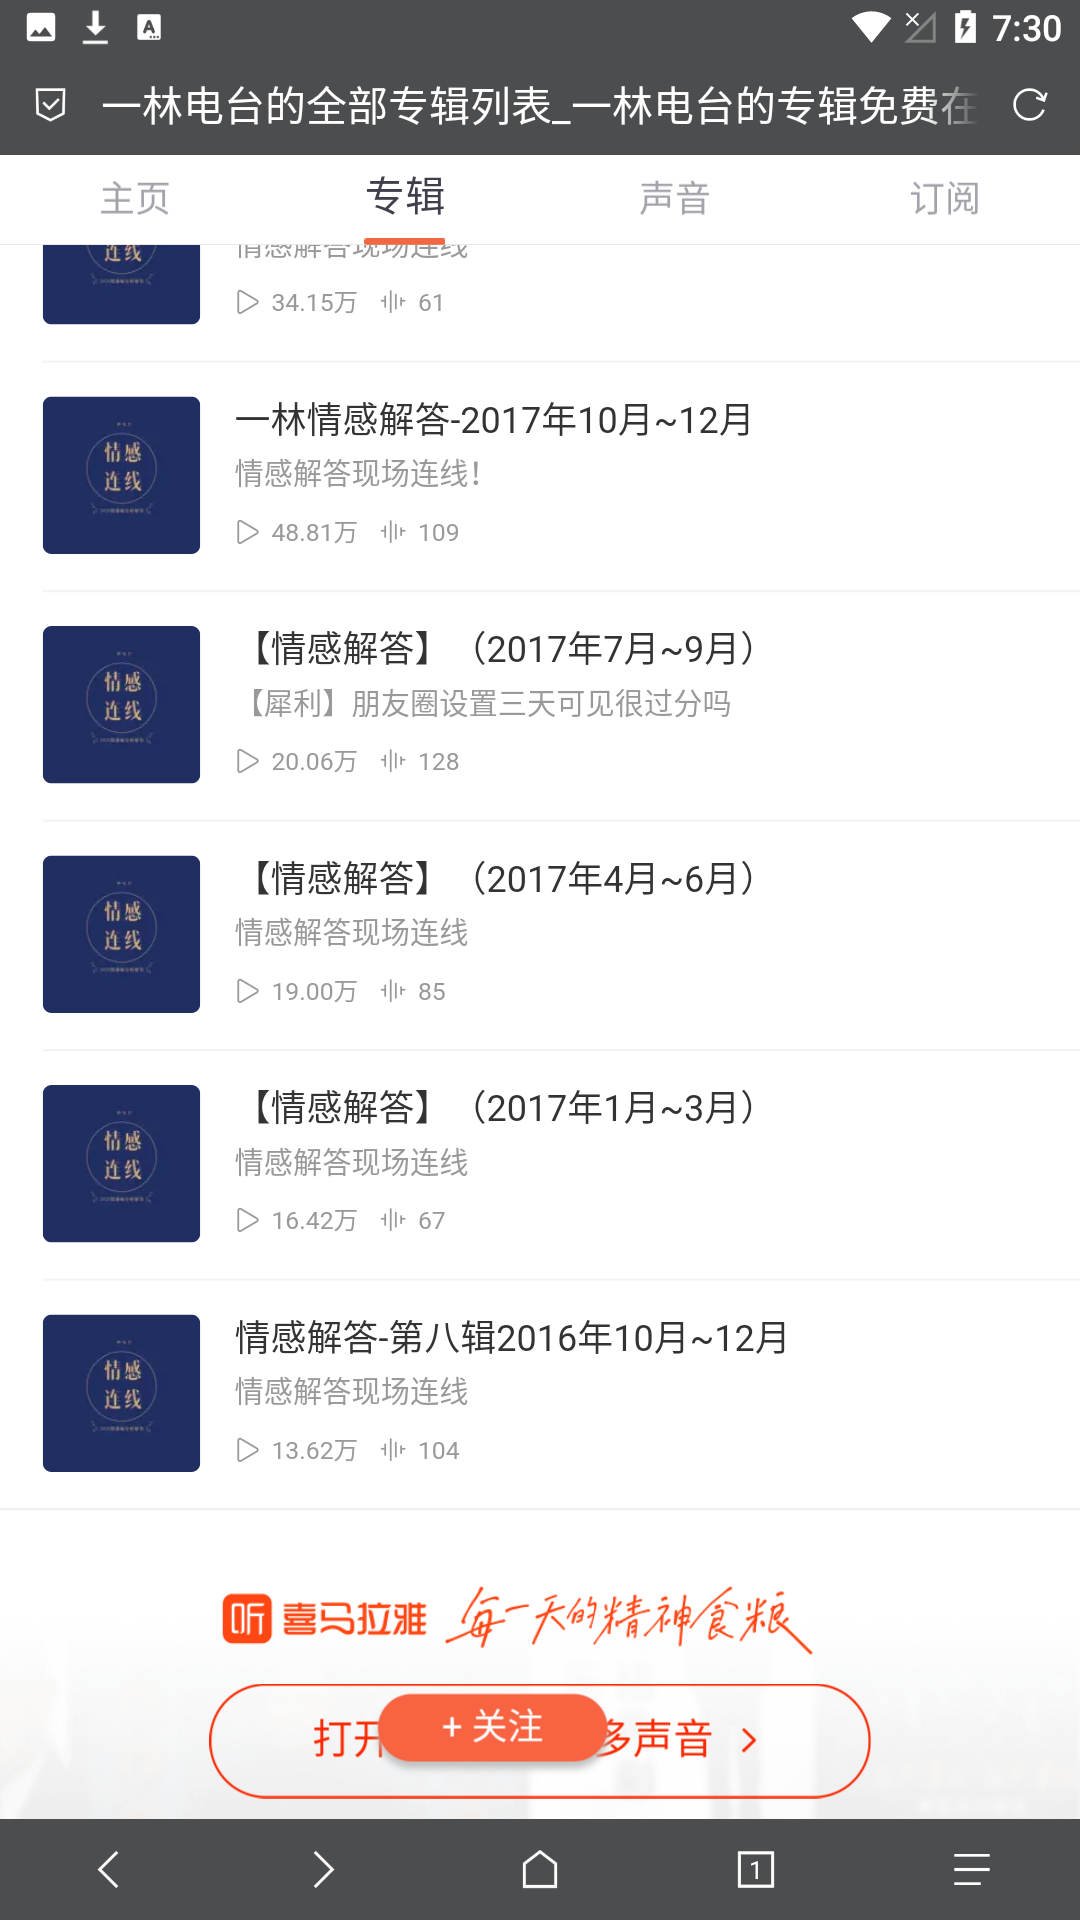 7:30
一林电台的全部专辑列表_一林电台的专辑免费在
主页 专辑 声音 订阅
连线
情感解答现场连线
34.15万 61
一林情感解答-2017年10月~12月
情感
连线
情感解答现场连线!
48.81万 109
【情感解答】（2017年7月~9月）
情感
连线
【犀利】朋友圈设置三天可见很过分吗
20.06万 128
【情感解答】（2017年4月~6月）
情感
连线
情感解答现场连线
19.00万 85
【情感解答】（2017年1月~3月）
情感
连线
情感解答现场连线
16.42万 67
情感解答-第八辑2016年10月~12月
情感
连线
情感解答现场连线
13.62万 104
听 喜马拉雅 每一天的精神食粮
打开 多声音 >
+ 关注
1